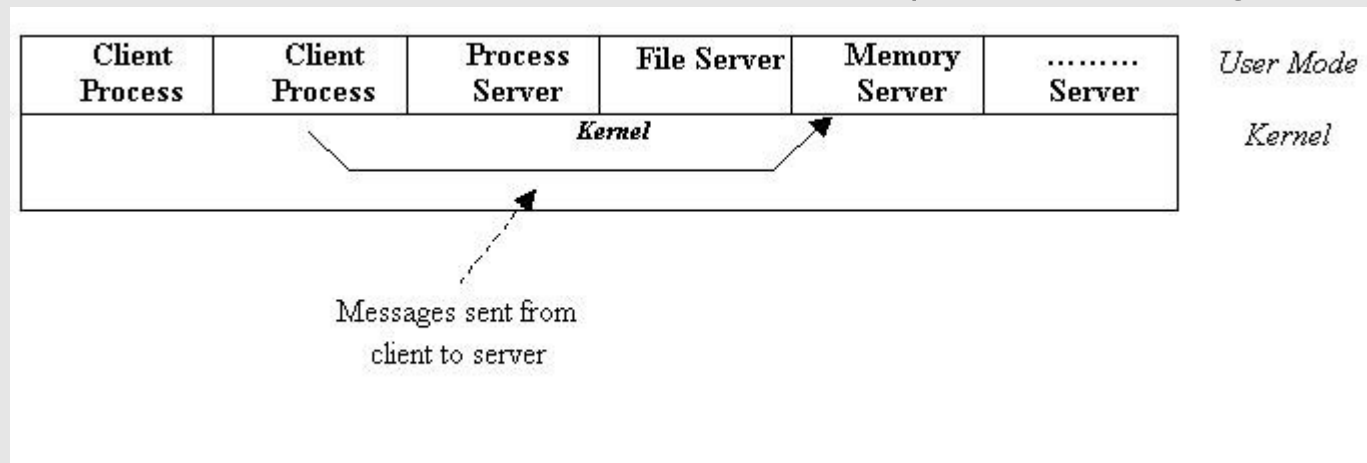 Client Process
Client Process
Process Server
File Server
Memory Server
......... Server
User Mode
Kernel
Kernel
Messages sent from
client to server